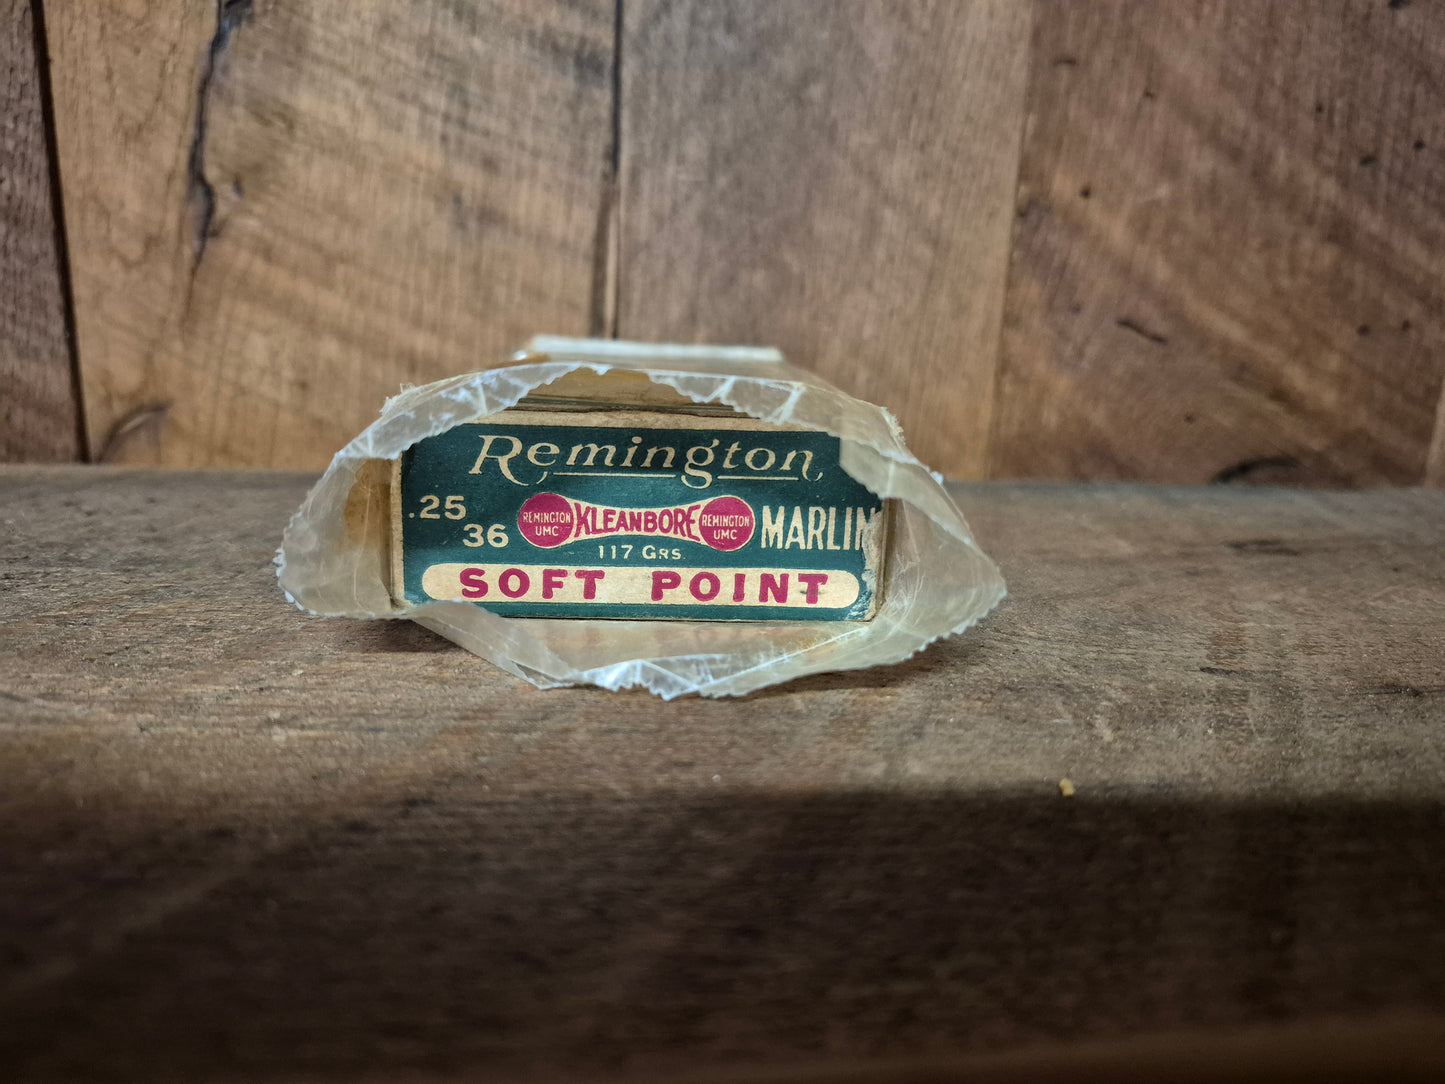 Remington
.25 36 REMINGTON UMC KLEANBORE REMINGTON UMC MARLIN
117 GRS.
SOFT POINT